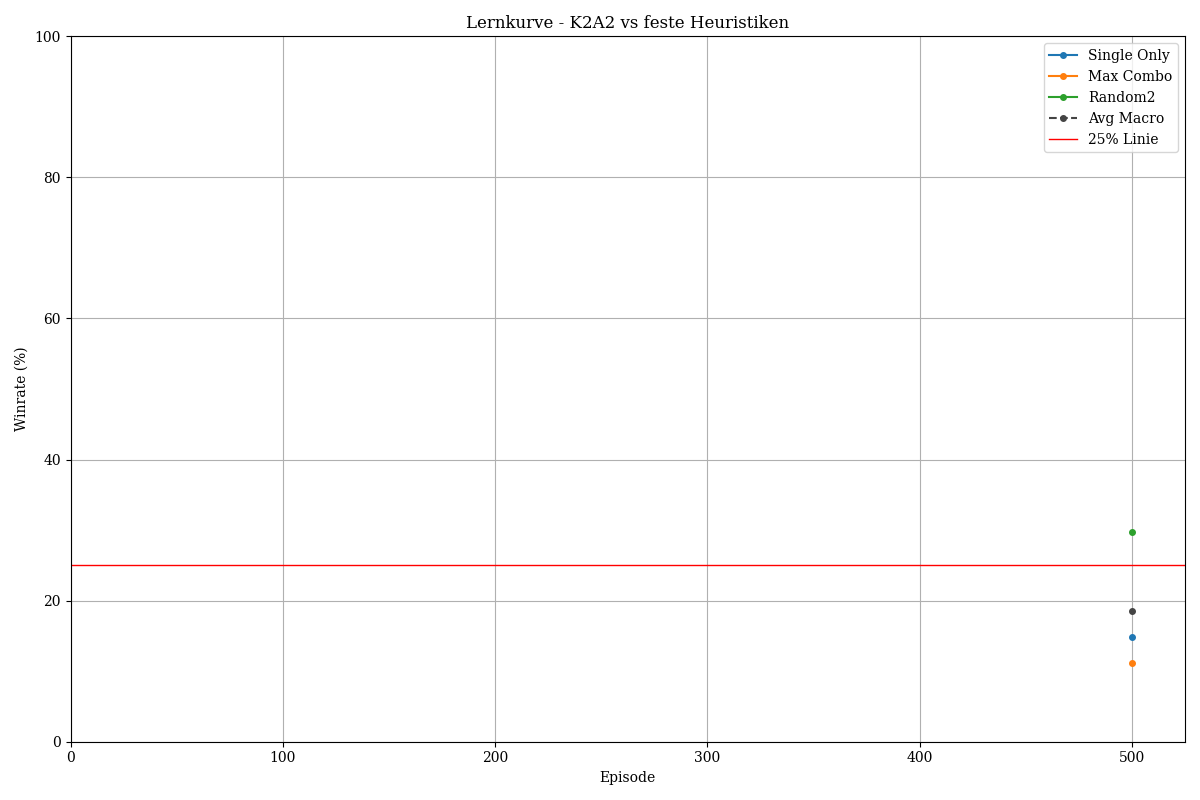 Lernkurve - K2A2 vs feste Heuristiken
Single Only
Max Combo
Random2
Avg Macro
25% Linie
100
80
60
40
20
0
Winrate (%)
0 100 200 300 400 500
Episode